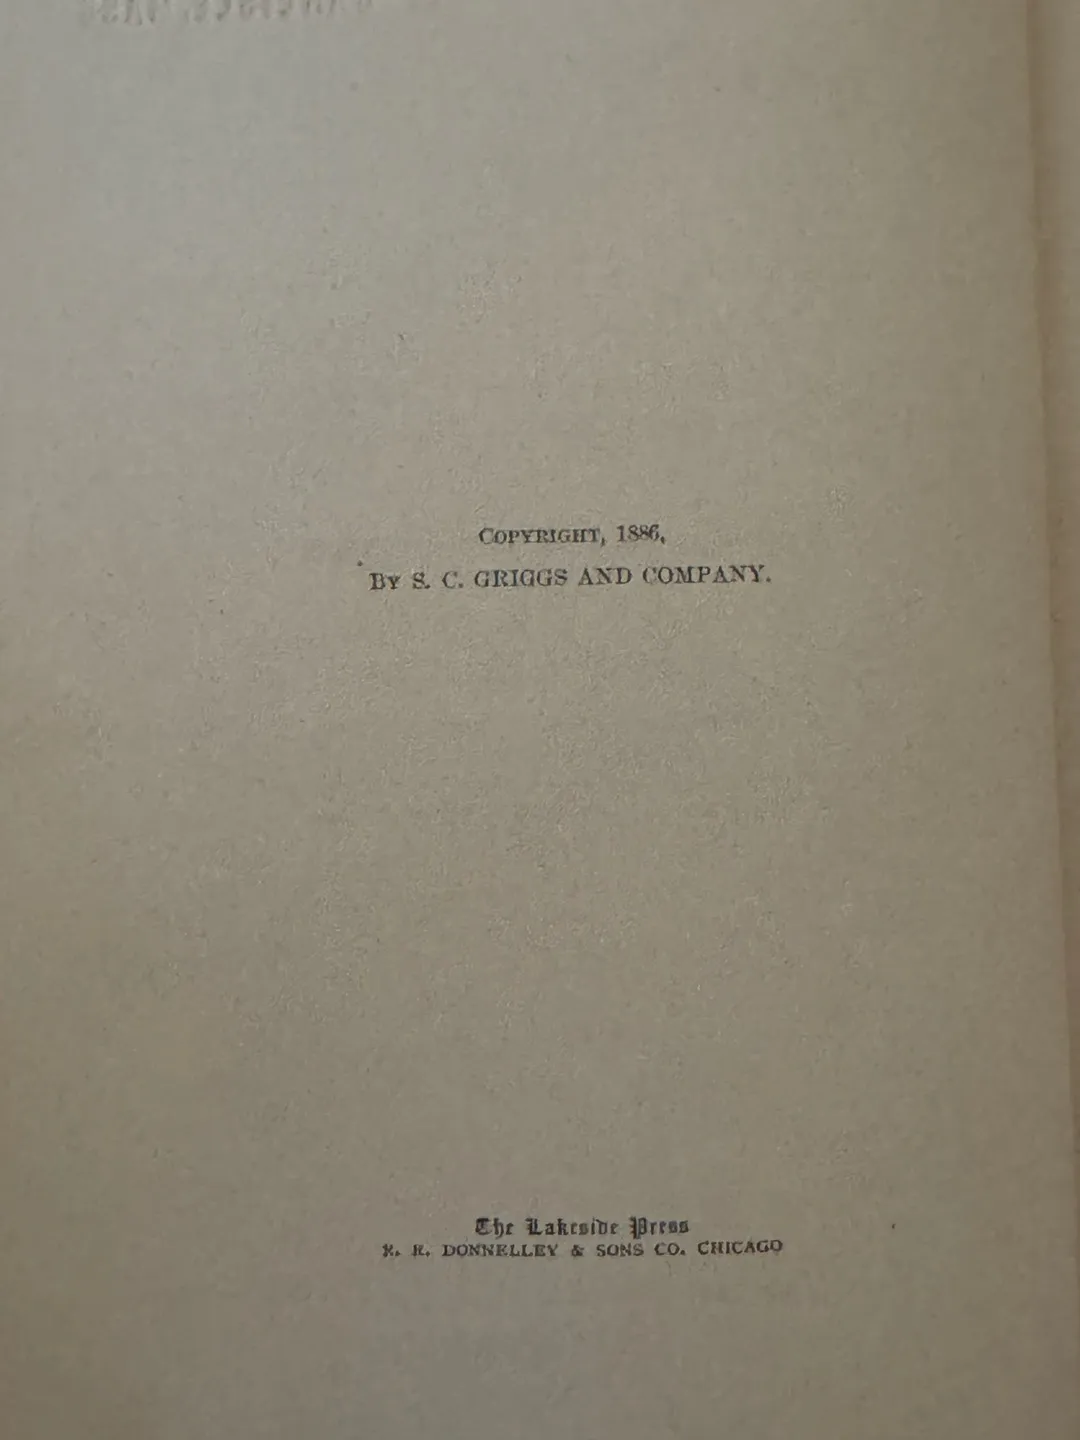 COPYRIGHT, 1886,
BY S. C. GRIGGS AND COMPANY.
The Lakeside Press
R. R. DONNELLEY & SONS CO. CHICAGO